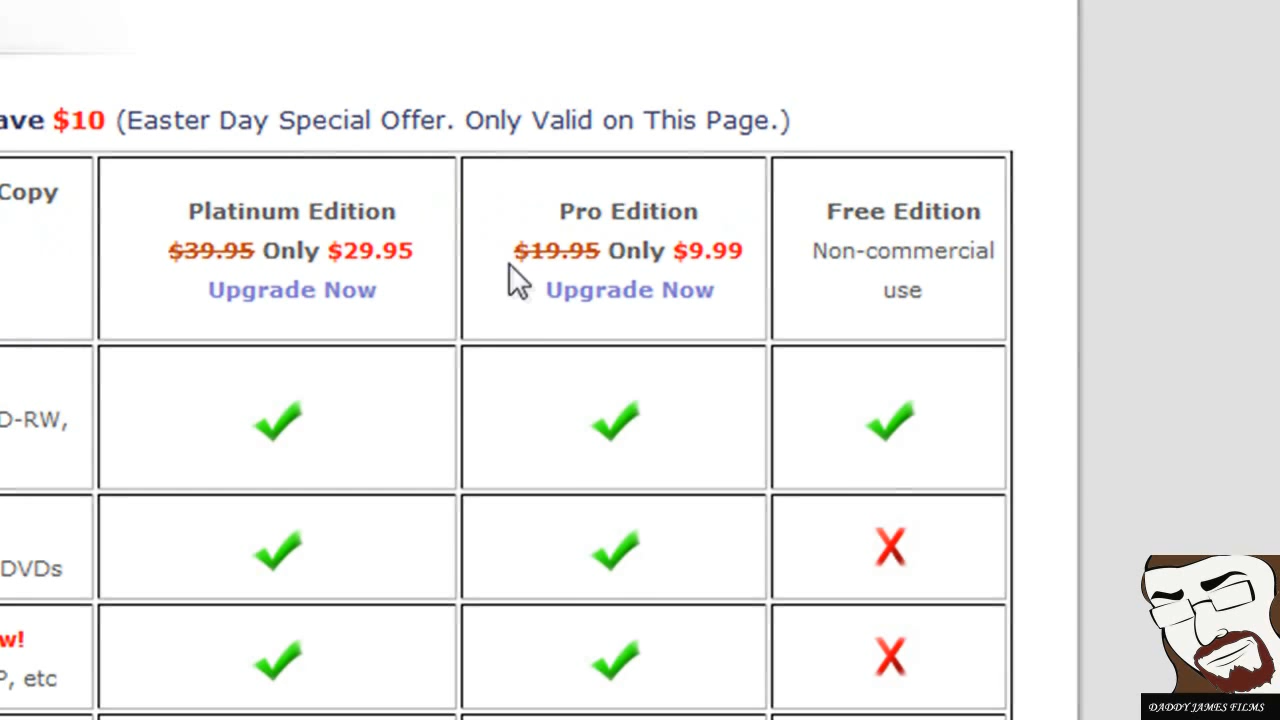 ave $10 (Easter Day Special Offer. Only Valid on This Page.)
Copy
Platinum Edition
$39.95 Only $29.95
Upgrade Now
Pro Edition
$19.95 Only $9.99
Upgrade Now
Free Edition
Non-commercial
use
D-RW,
DVDs
w!
P, etc
DADDY JAMES FILMS